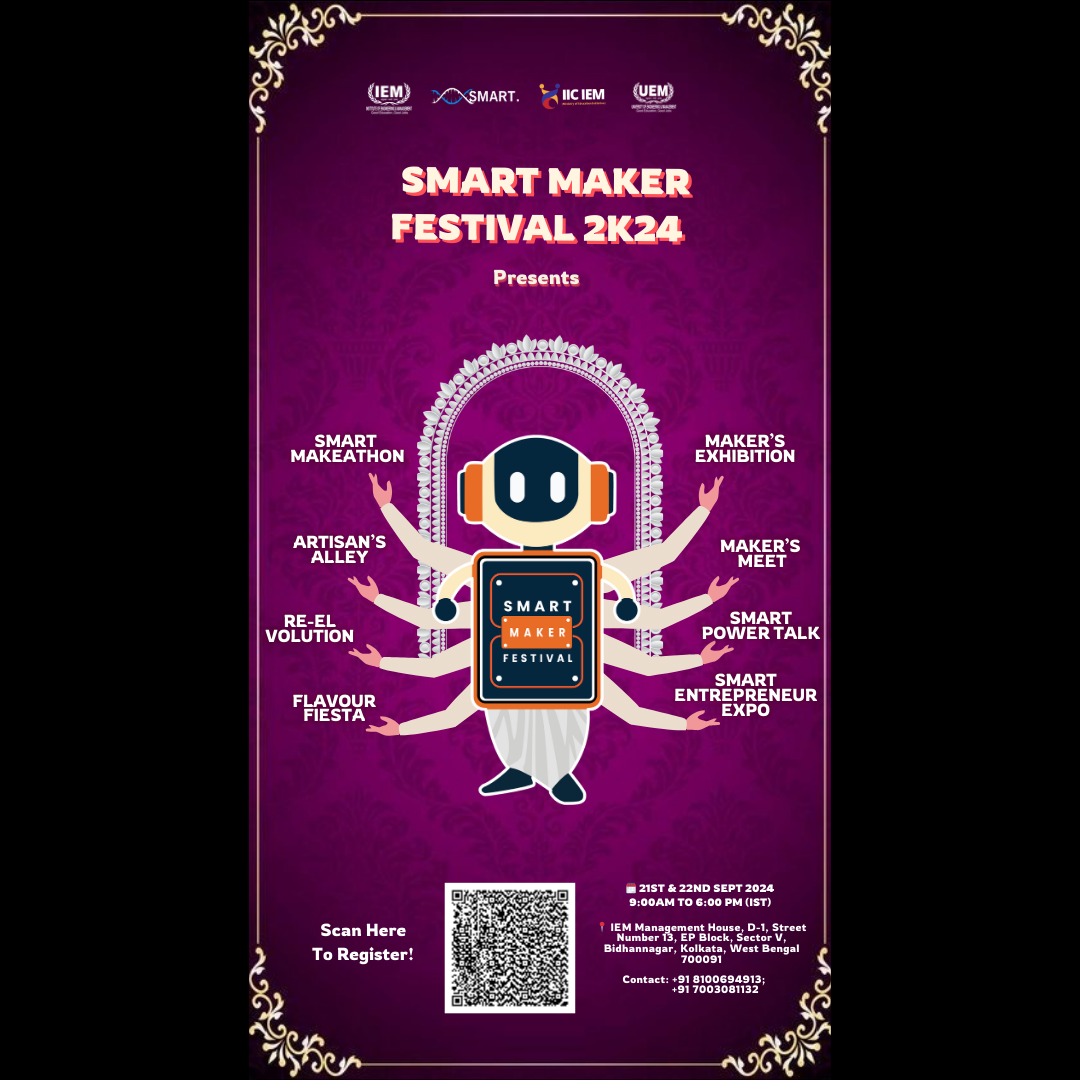 IEM
SMART.
IIC IEM
UEM
SMART MAKER
FESTIVAL 2K24
Presents
SMART
MAKEATHON
MAKER'S
EXHIBITION
ARTISAN'S
ALLEY
MAKER'S
MEET
RE-EL
VOLUTION
SMART
POWER TALK
FLAVOUR
FIESTA
SMART
ENTREPRENEUR
EXPO
SMART
MAKER
FESTIVAL
Scan Here
To Register!
21ST & 22ND SEPT 2024
9:00AM TO 6:00 PM (IST)
IEM Management House, D-1, Street
Number 13, EP Block, Sector V,
Bidhannagar, Kolkata, West Bengal
700091
Contact: +91 8100694913;
+91 7003081132